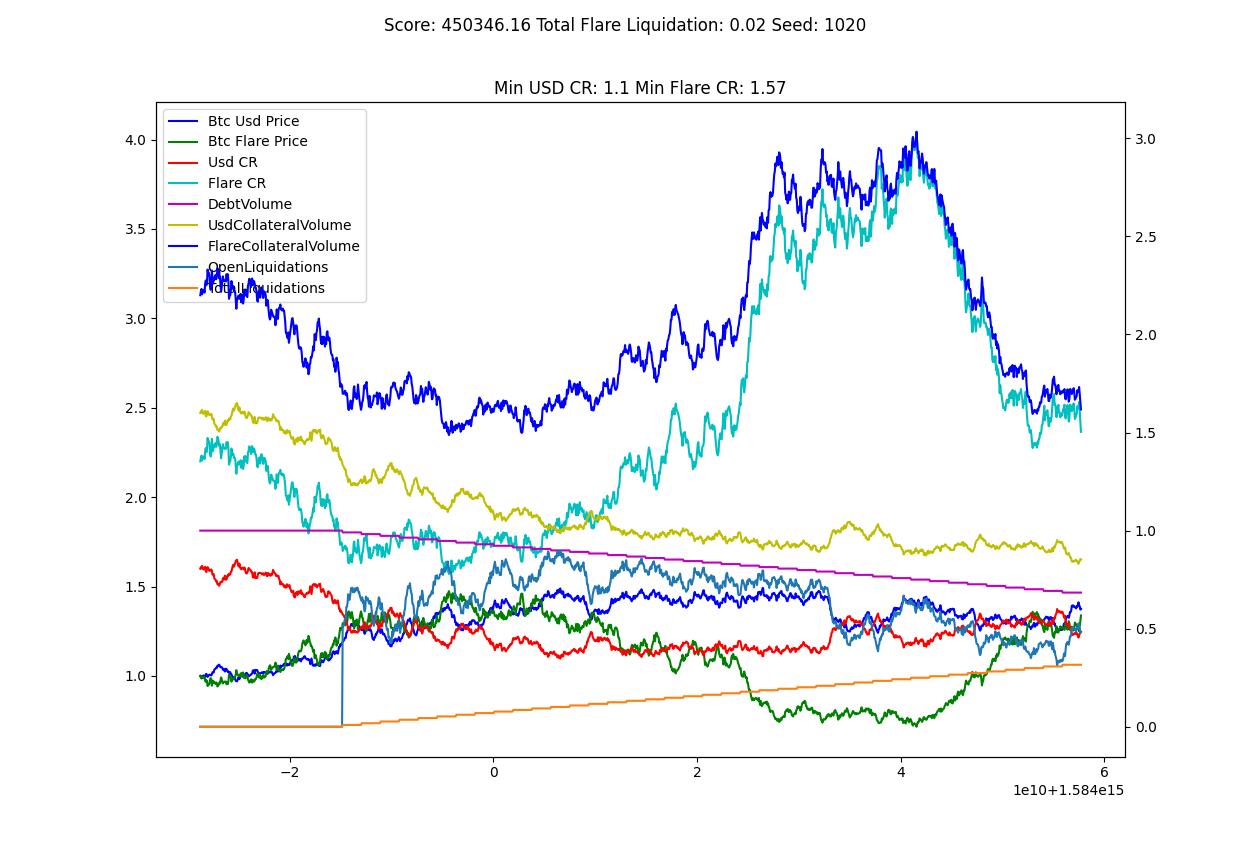 Score: 450346.16 Total Flare Liquidation: 0.02 Seed: 1020
Min USD CR: 1.1 Min Flare CR: 1.57
Btc Usd Price
Btc Flare Price
Usd CR
Flare CR
DebtVolume
UsdCollateralVolume
FlareCollateralVolume
OpenLiquidations
TotalLiquidations
4.0
3.5
3.0
2.5
2.0
1.5
1.0
3.0
2.5
2.0
1.5
1.0
0.5
0.0
−2 0 2 4 6
1e10+1.584e15